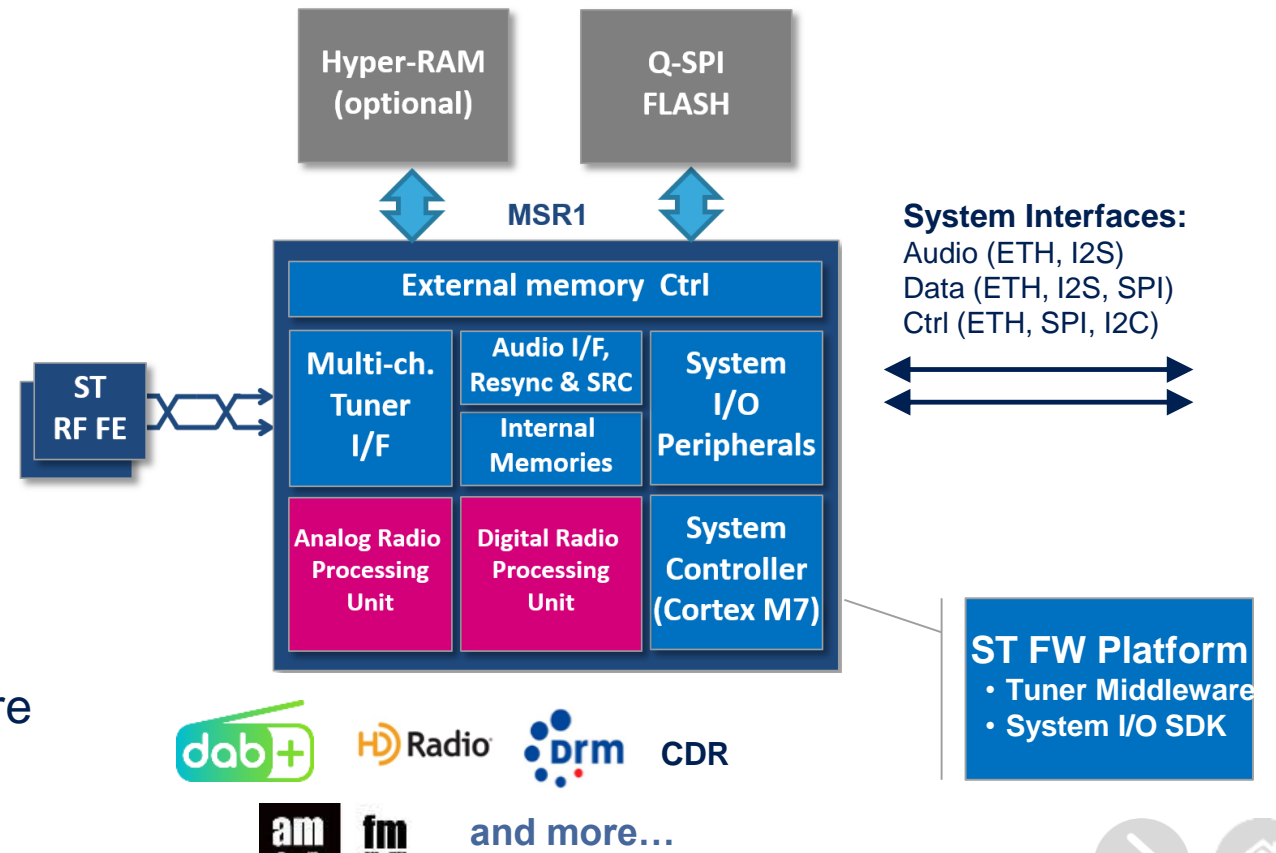 Hyper-RAM
(optional)
Q-SPI
FLASH
MSR1
System Interfaces:
Audio (ETH, I2S)
Data (ETH, I2S, SPI)
Ctrl (ETH, SPI, I2C)
External memory Ctrl
ST
RF FE
Multi-ch.
Tuner
I/F
Audio I/F,
Resync & SRC
Internal
Memories
System
I/O
Peripherals
Analog Radio
Processing
Unit
Digital Radio
Processing
Unit
System
Controller
(Cortex M7)
ST FW Platform
• Tuner Middleware
• System I/O SDK
re
dab+
HD Radio
Drm
CDR
am
fm
and more...